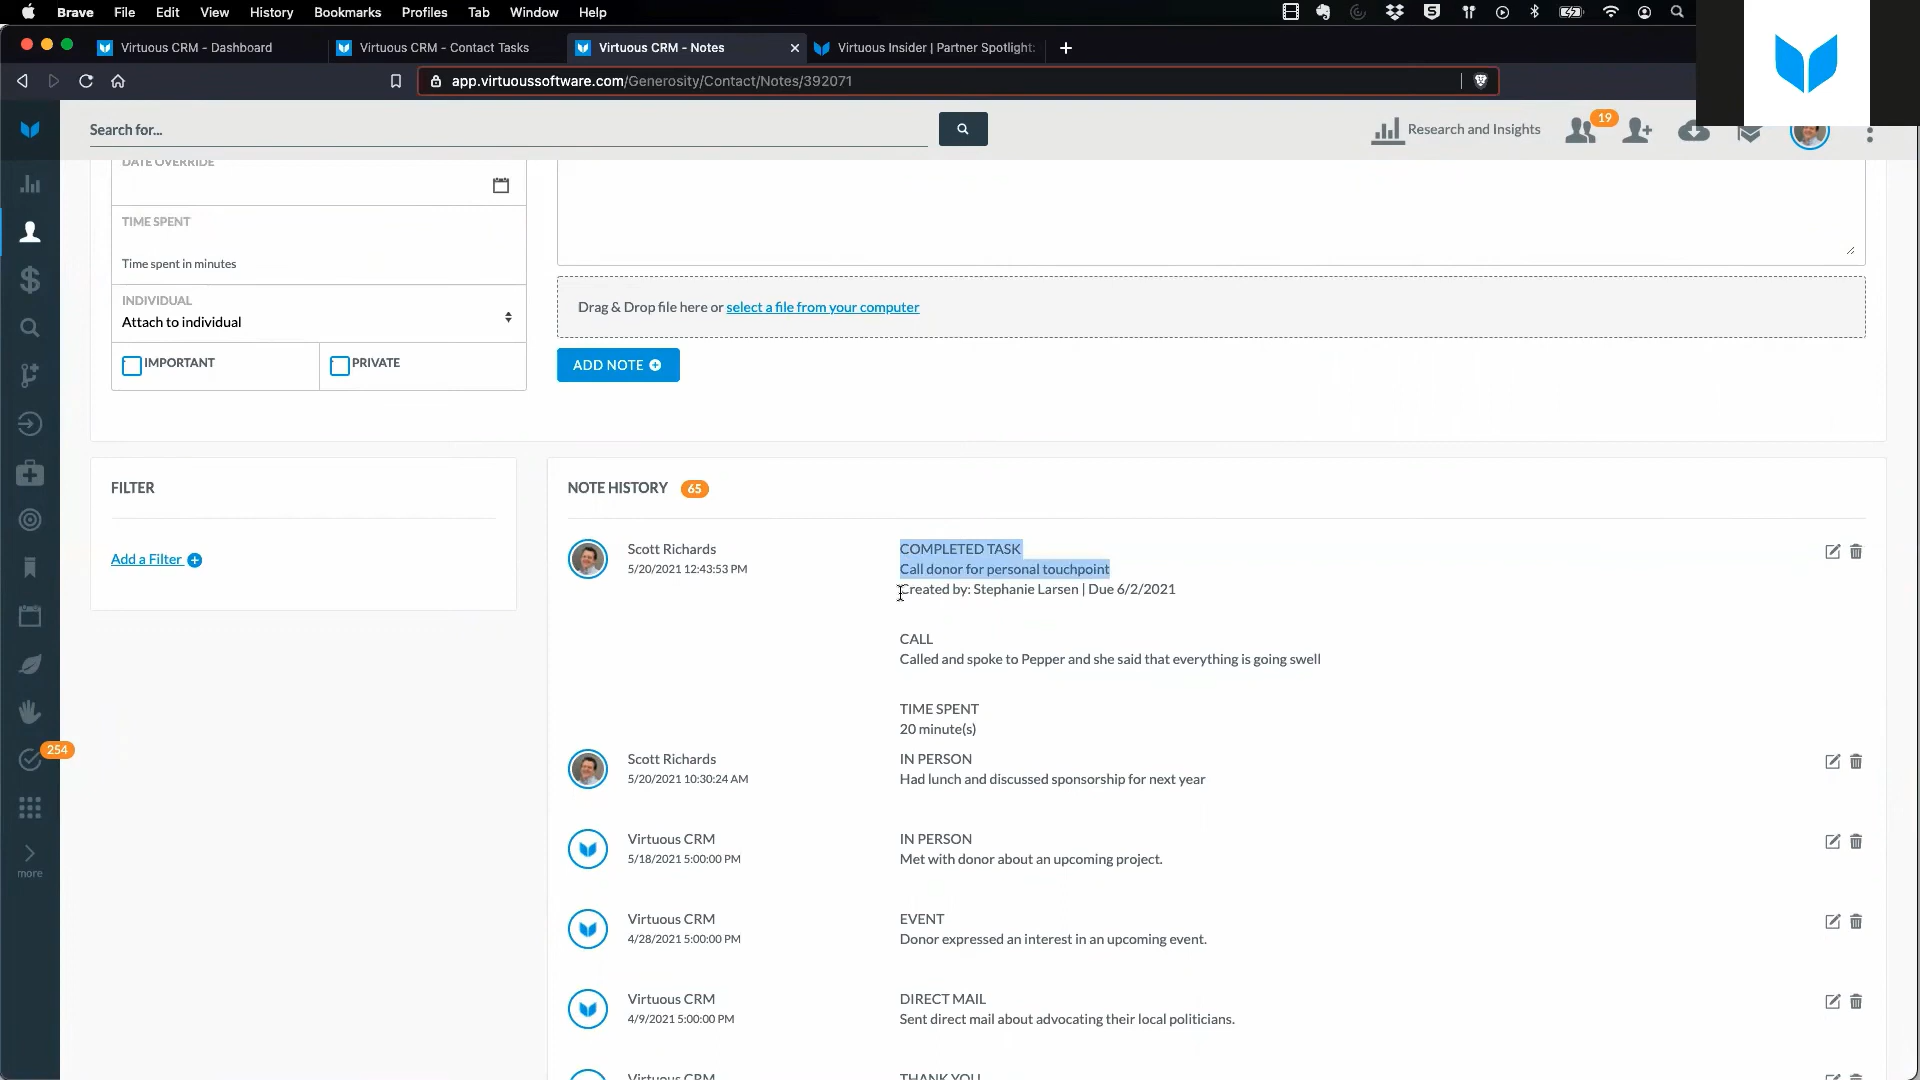 Brave File Edit View History Bookmarks Profiles Tab Window Help
Virtuous CRM - Dashboard
Virtuous CRM - Contact Tasks
Virtuous CRM - Notes
Virtuous Insider | Partner Spotlight:
app.virtuoussoftware.com/Generosity/Contact/Notes/392071
Search for...
Research and Insights
19
DATE OVERRIDE
TIME SPENT
Time spent in minutes
INDIVIDUAL
Attach to individual
IMPORTANT
PRIVATE
Drag & Drop file here or select a file from your computer
ADD NOTE
FILTER
Add a Filter
254
more
NOTE HISTORY 65
Scott Richards
5/20/2021 12:43:53 PM
COMPLETED TASK
Call donor for personal touchpoint
Created by: Stephanie Larsen | Due 6/2/2021
CALL
Called and spoke to Pepper and she said that everything is going swell
TIME SPENT
20 minute(s)
Scott Richards
5/20/2021 10:30:24 AM
IN PERSON
Had lunch and discussed sponsorship for next year
Virtuous CRM
5/18/2021 5:00:00 PM
IN PERSON
Met with donor about an upcoming project.
Virtuous CRM
4/28/2021 5:00:00 PM
EVENT
Donor expressed an interest in an upcoming event.
Virtuous CRM
4/9/2021 5:00:00 PM
DIRECT MAIL
Sent direct mail about advocating their local politicians.
Virtuous CRM
THANK YOU